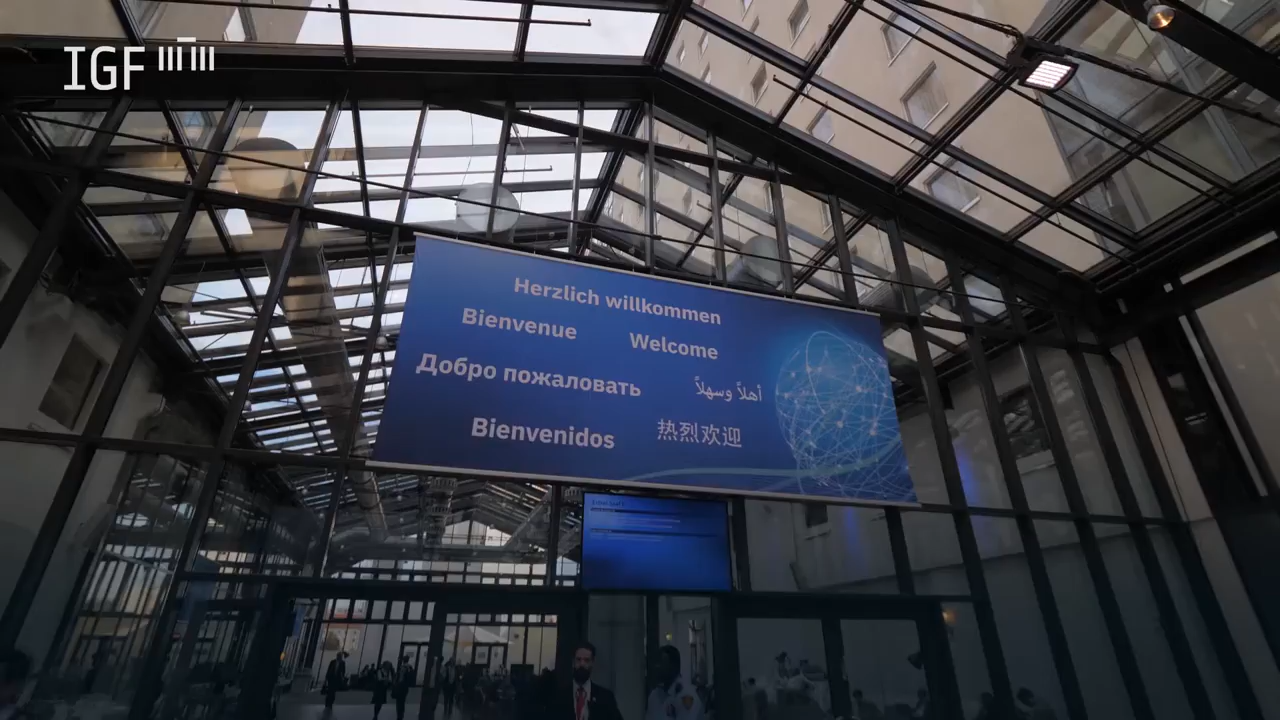 IGF
Herzlich willkommen
Bienvenue Welcome
Добро пожаловать أهلاً وسهلاً
Bienvenidos 热烈欢迎